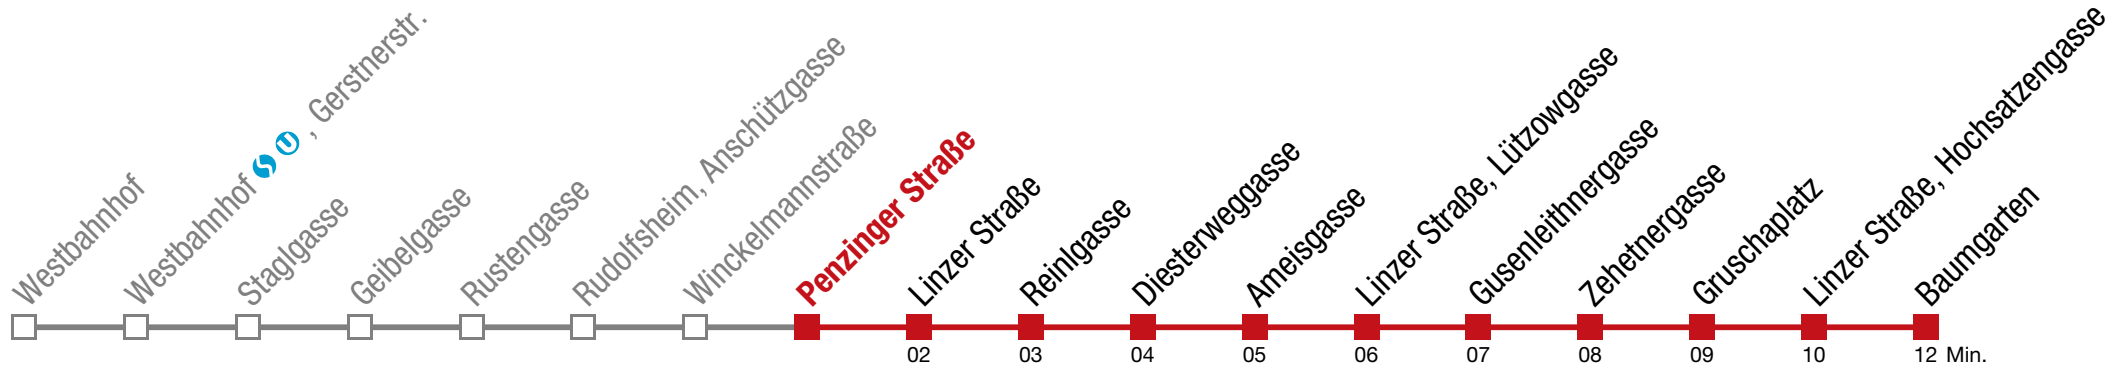 Westbahnhof
Westbahnhof S U , Gerstnerstr.
Staglgasse
Geibelgasse
Rustengasse
Rudolfsheim, Anschützgasse
Winckelmannstraße
Penzinger Straße
Linzer Straße
Reinlgasse
Diesterweggasse
Ameisgasse
Linzer Straße, Lützowgasse
Gusenleithnergasse
Zehetnergasse
Gruschaplatz
Linzer Straße, Hochsatzengasse
Baumgarten
02 03 04 05 06 07 08 09 10 12 Min.